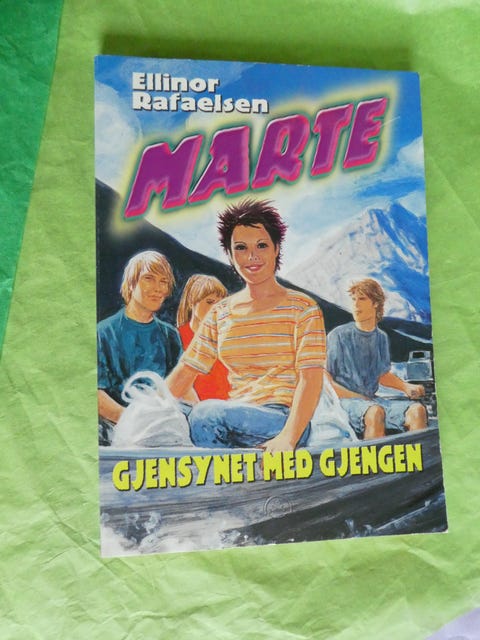 Ellinor
Rafaelsen
MARTE
GJENSYNET MED GJENGEN